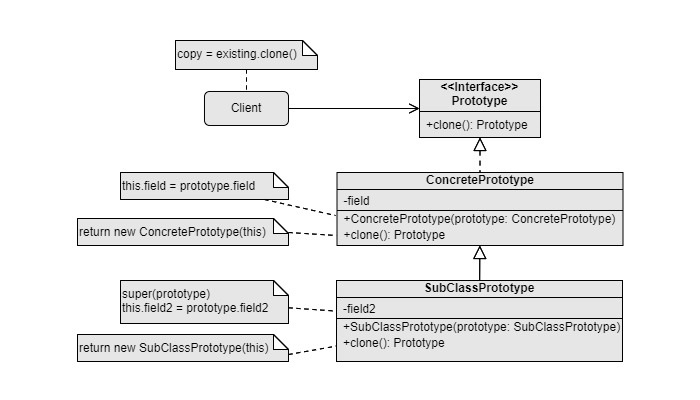 copy = existing.clone()
Client
<<Interface>>
Prototype
+clone(): Prototype
ConcretePrototype
this.field = prototype.field
-field
+ConcretePrototype(prototype: ConcretePrototype)
return new ConcretePrototype(this)
+clone(): Prototype
SubClassPrototype
super(prototype)
this.field2 = prototype.field2
-field2
+SubClassPrototype(prototype: SubClassPrototype)
return new SubClassPrototype(this)
+clone(): Prototype